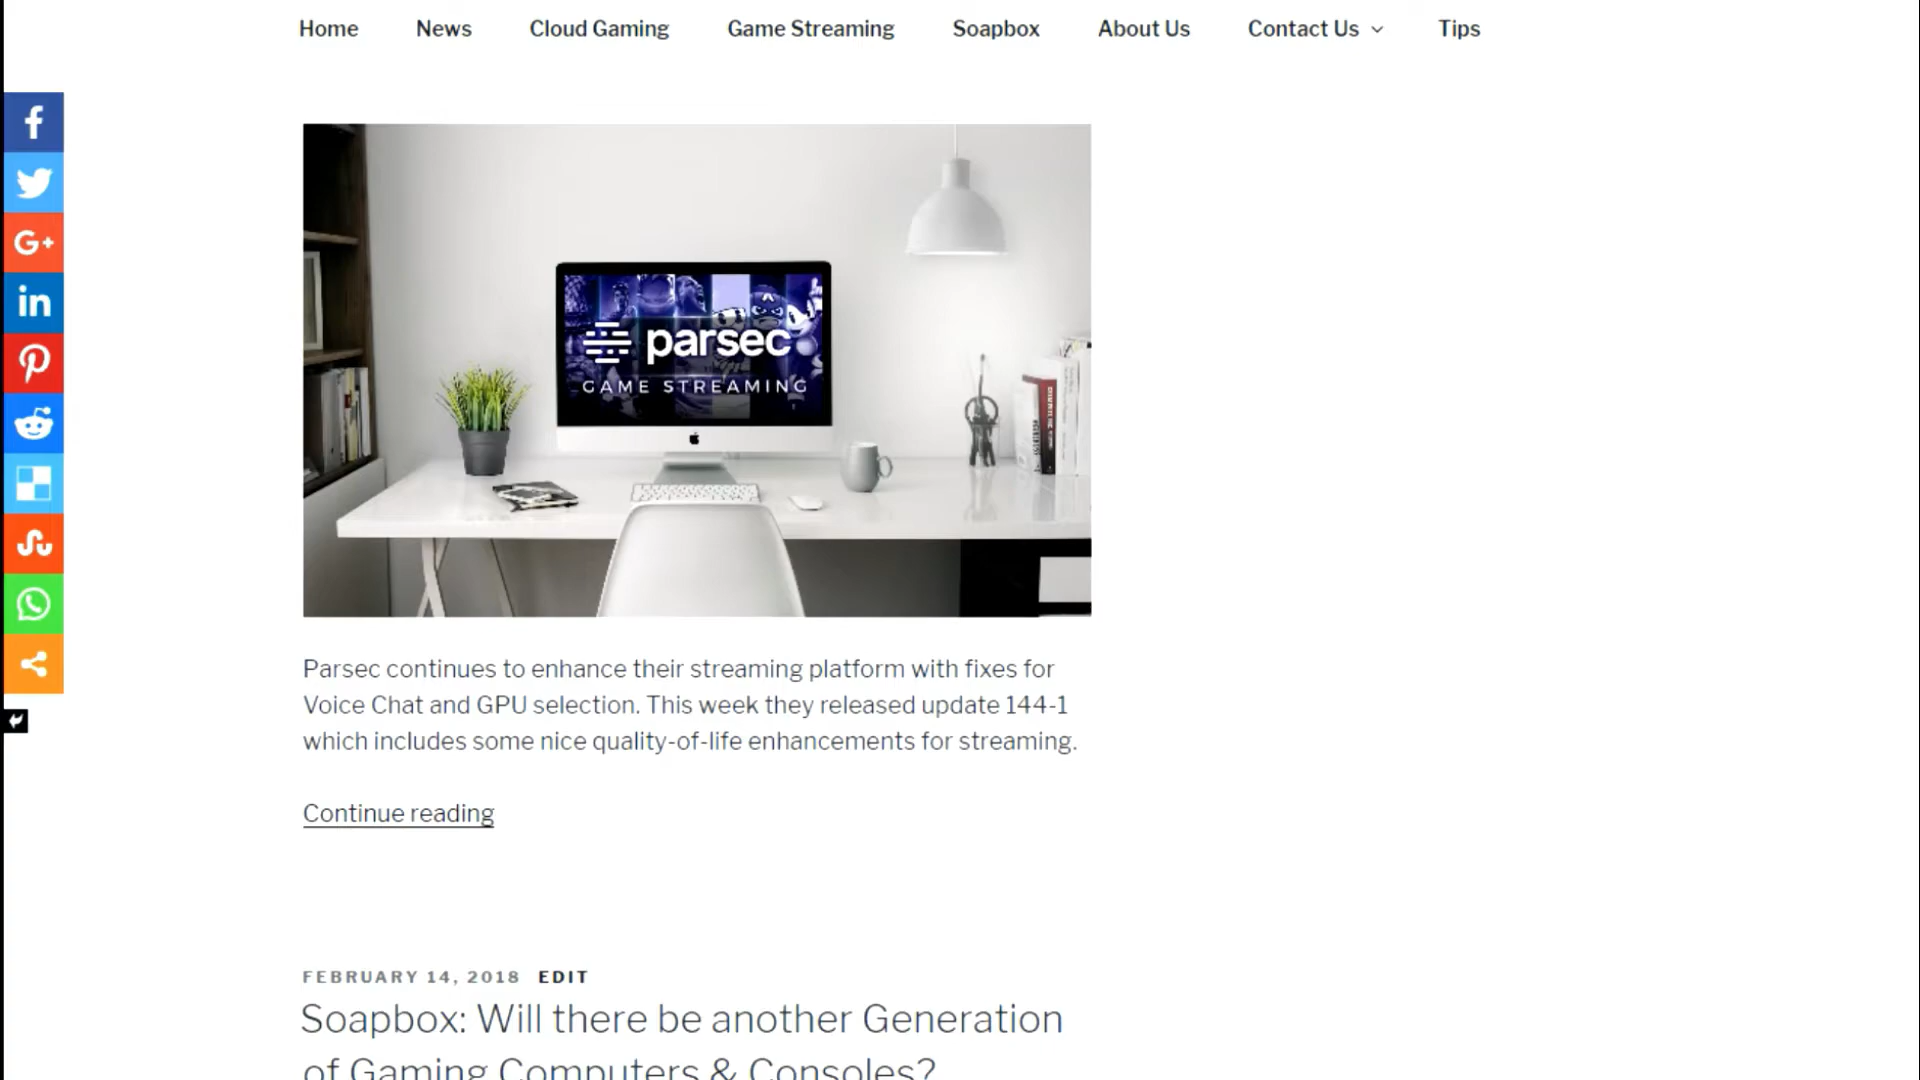 Home News Cloud Gaming Game Streaming Soapbox About Us Contact Us Tips
parsec
GAME STREAMING
Parsec continues to enhance their streaming platform with fixes for
Voice Chat and GPU selection. This week they released update 144-1
which includes some nice quality-of-life enhancements for streaming.
Continue reading
FEBRUARY 14, 2018 EDIT
Soapbox: Will there be another Generation
of Gaming Computers & Consoles?